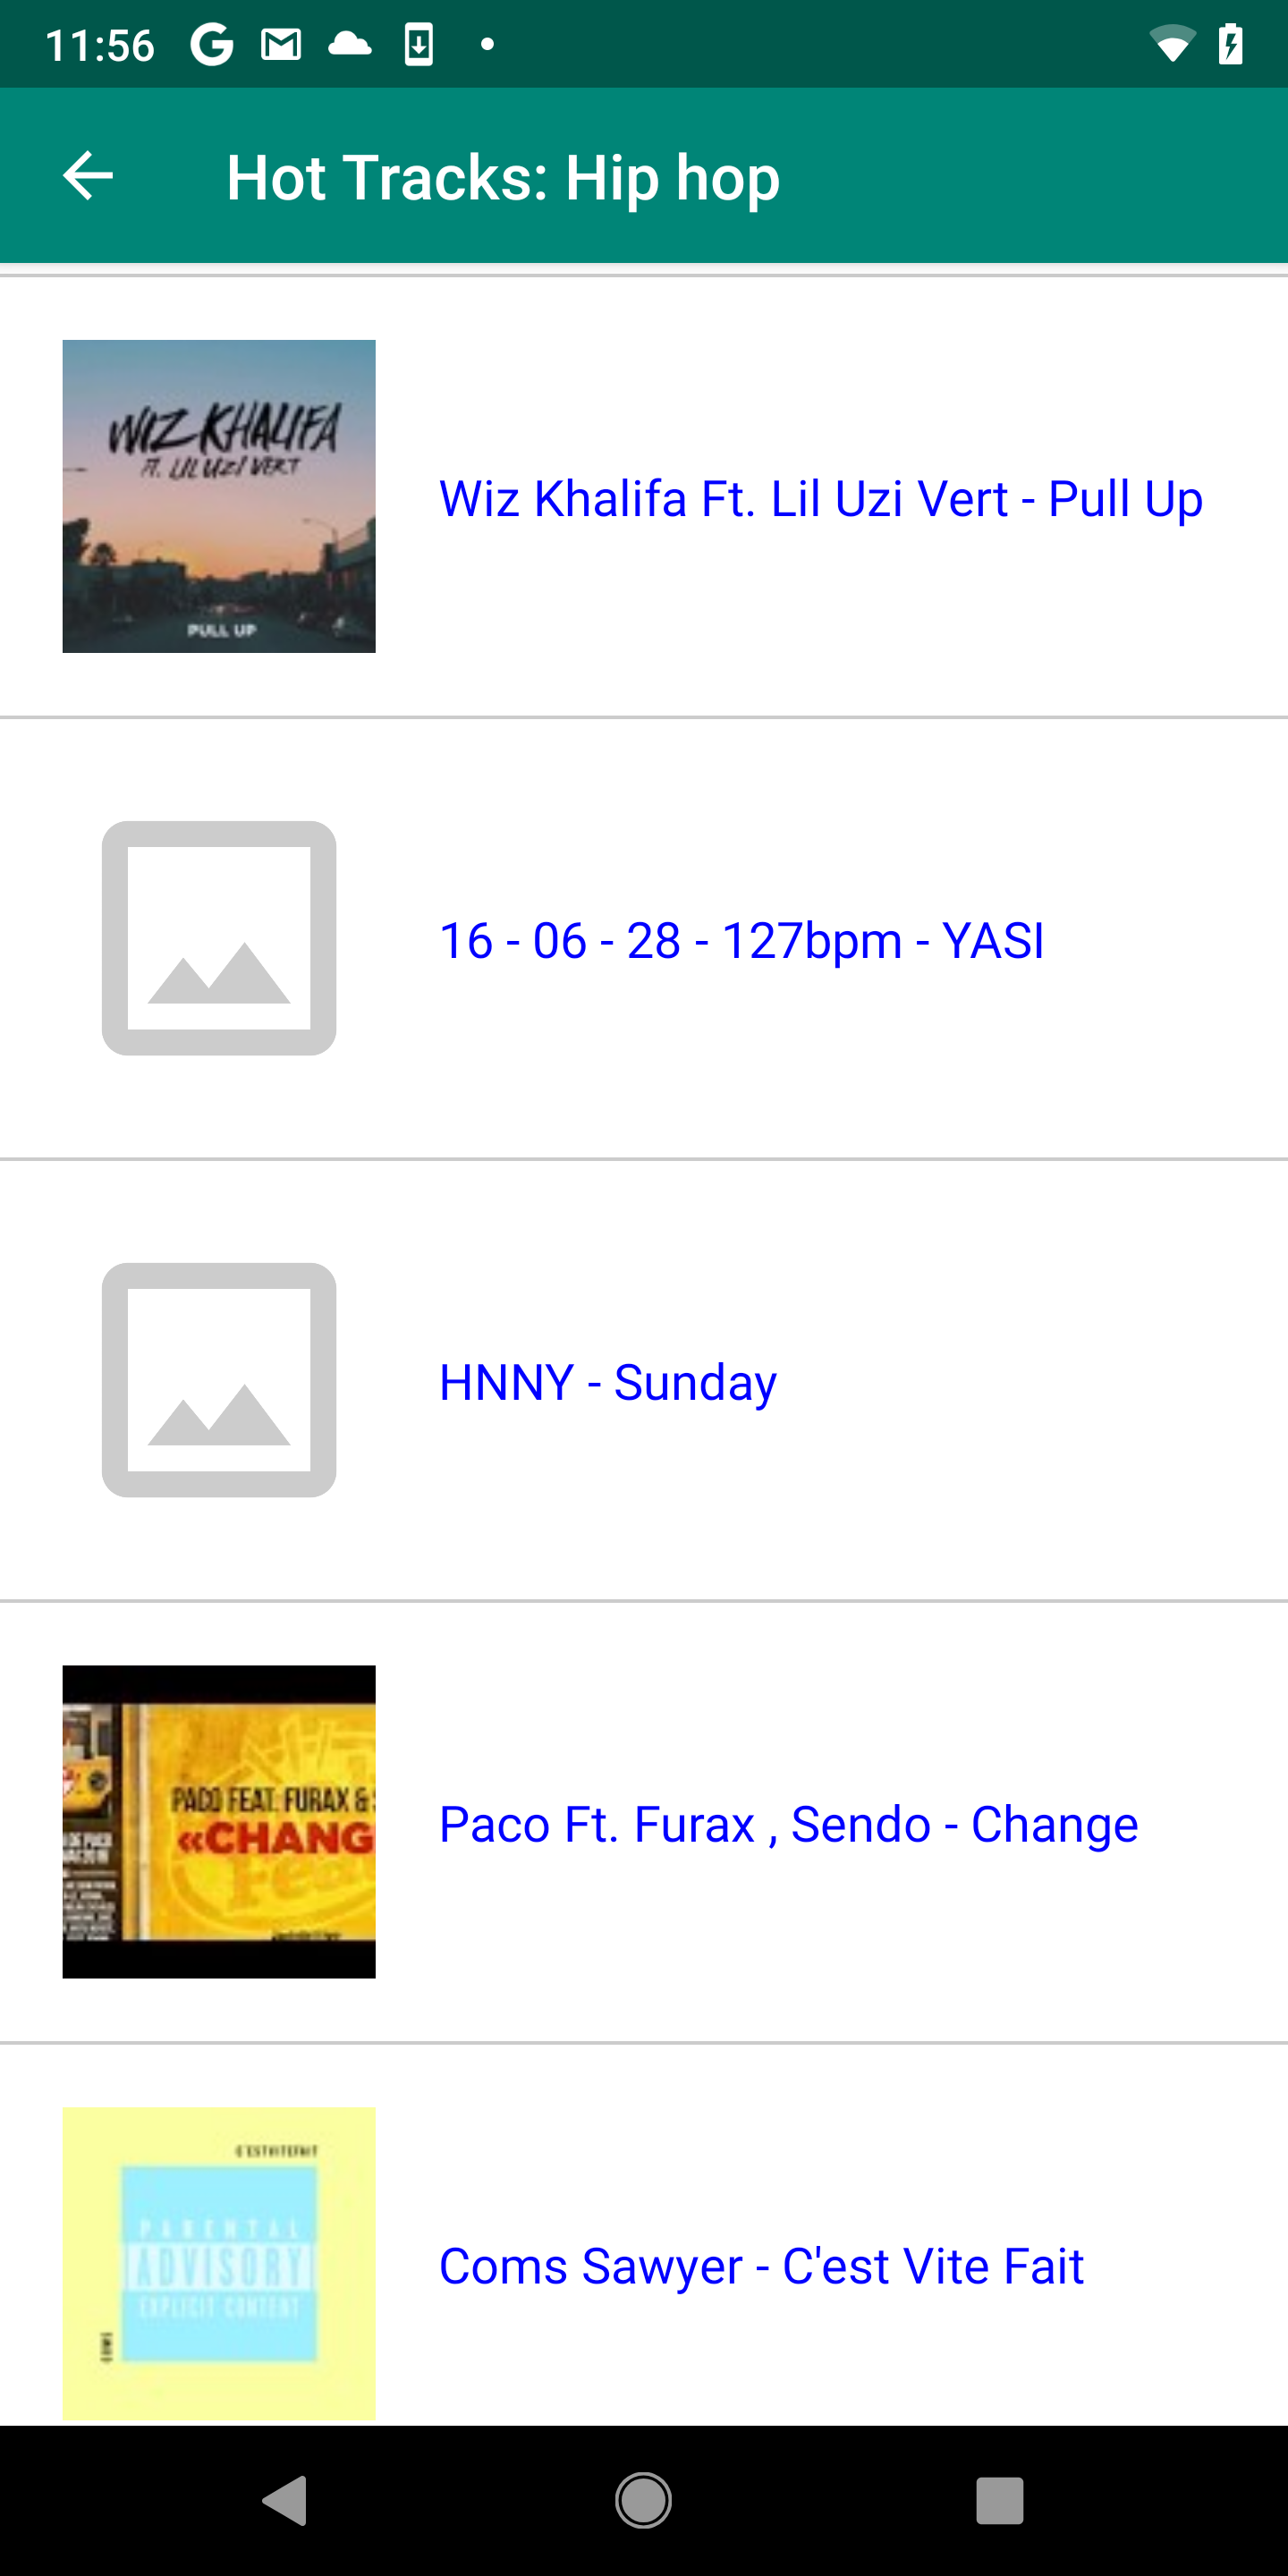 11:56
Hot Tracks: Hip hop
WIZ KHALIFA
FT. LIL UZI VERT
PULL UP
Wiz Khalifa Ft. Lil Uzi Vert - Pull Up
16 - 06 - 28 - 127bpm - YASI
HNNY - Sunday
PACO FEAT. FURAX &
«CHANG
Paco Ft. Furax , Sendo - Change
C'ESTVITEFAIT
PARENTAL
ADVISORY
EXPLICIT CONTENT
COMS
Coms Sawyer - C'est Vite Fait